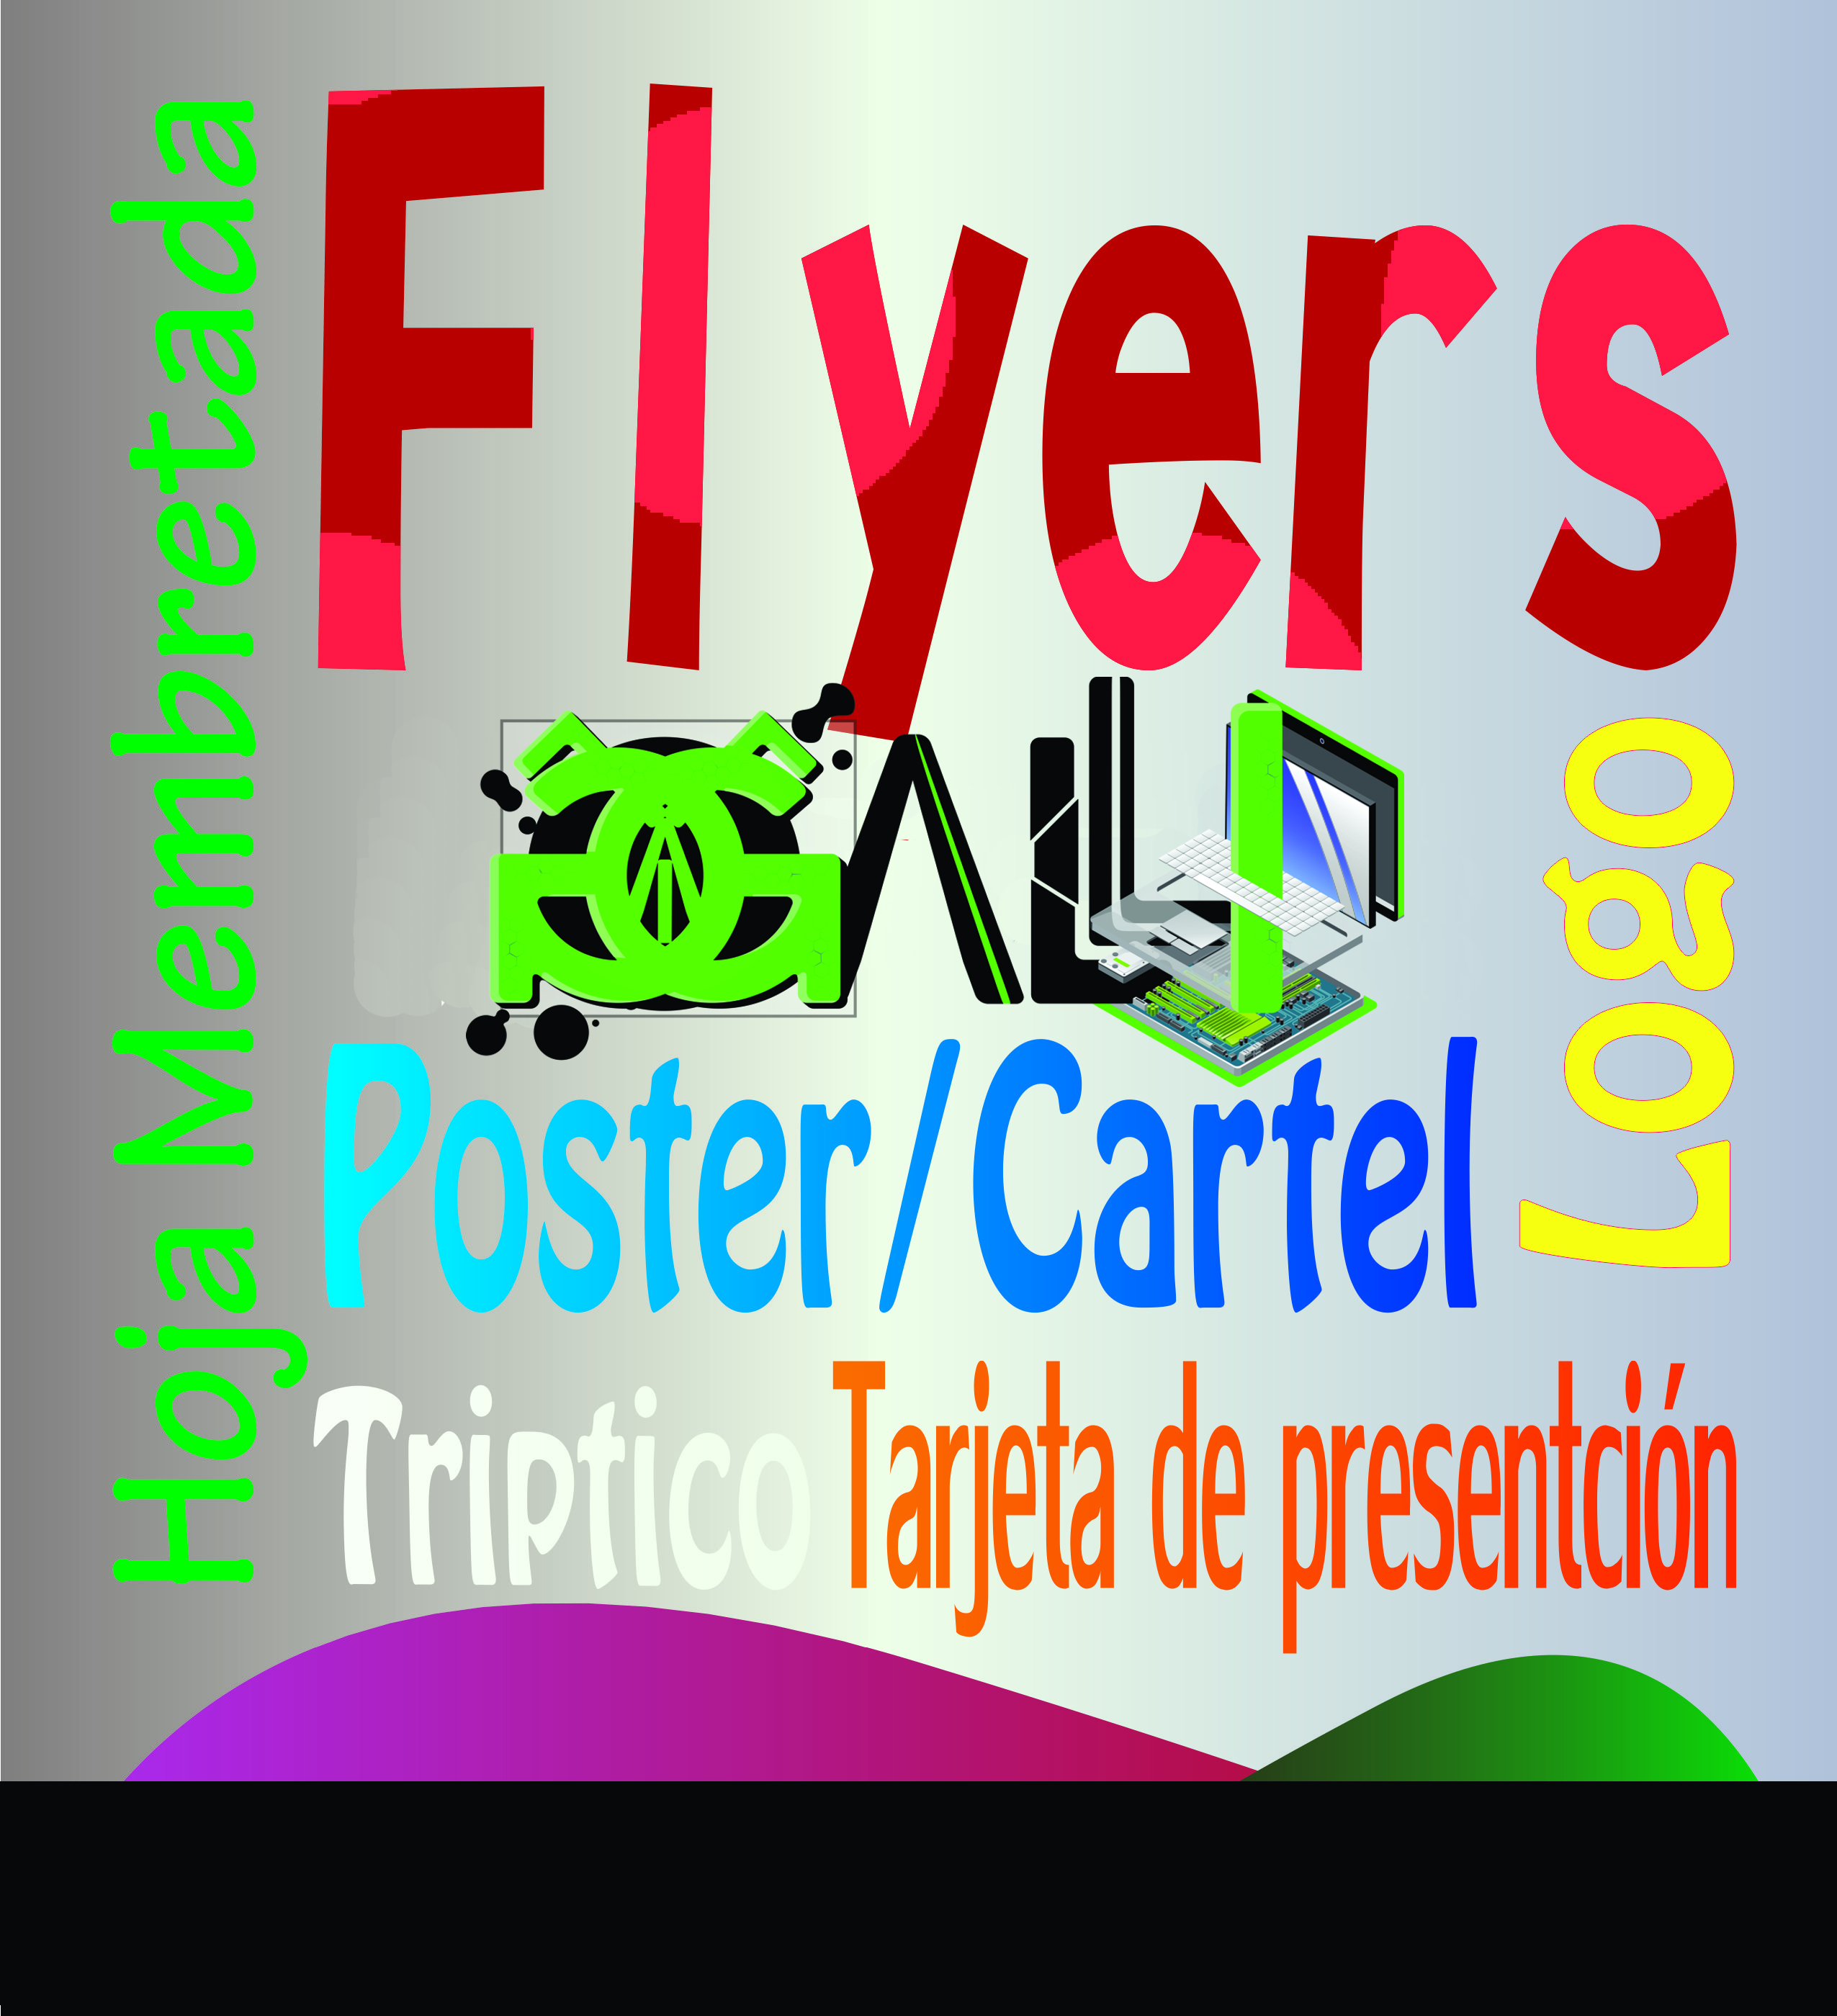 Flyers
Hoja Membretada
Logo
Poster/Cartel
Triptico
Tarjeta de presentción